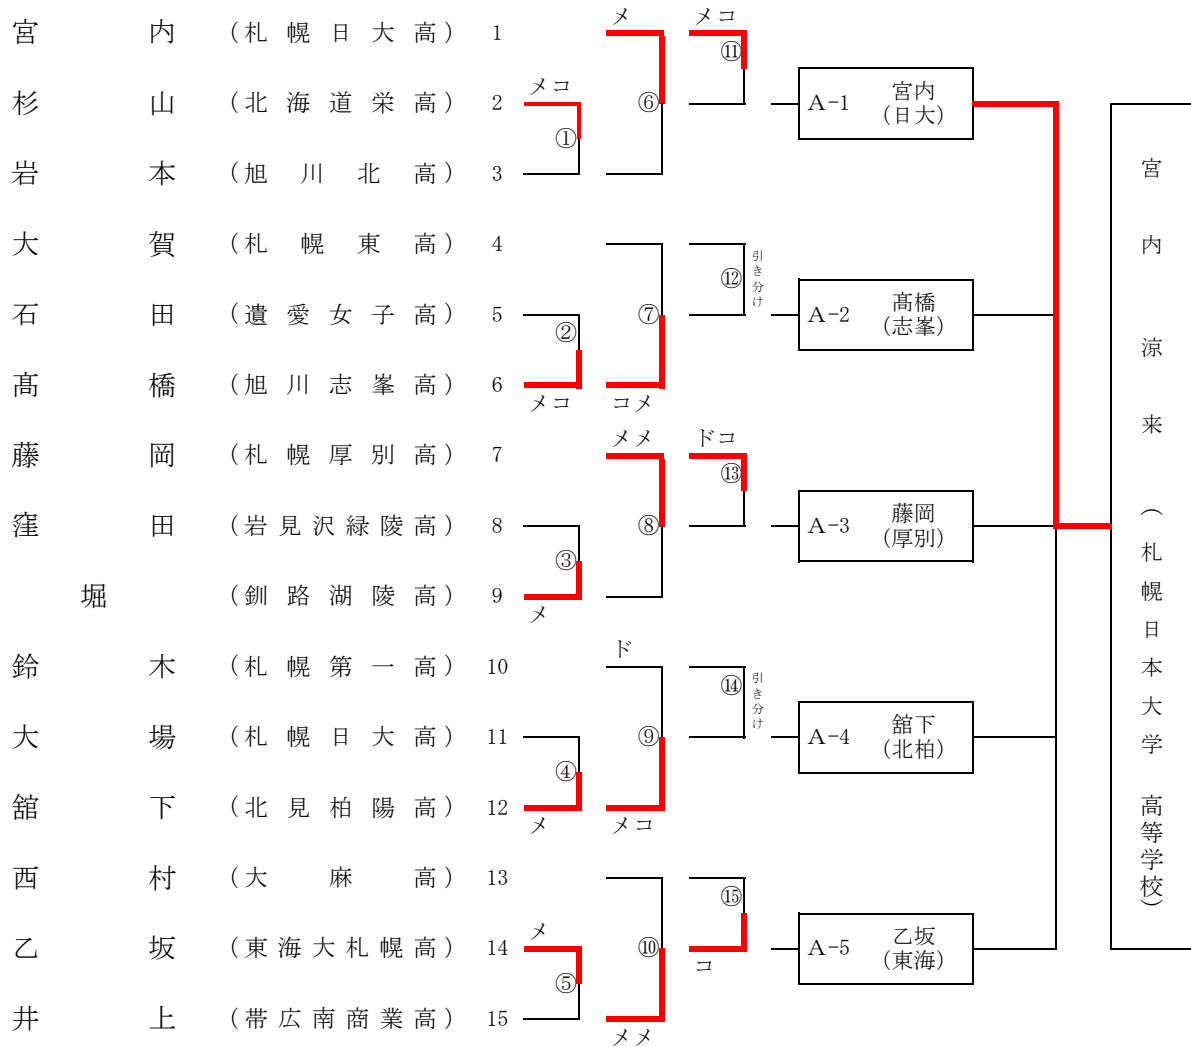 宮内 (札幌日大高) 1
杉山 (北海道栄高) 2
岩本 (旭川北高) 3
大賀 (札幌東高) 4
石田 (遺愛女子高) 5
髙橋 (旭川志峯高) 6
藤岡 (札幌厚別高) 7
窪田 (岩見沢緑陵高) 8
堀 (釧路湖陵高) 9
鈴木 (札幌第一高) 10
大場 (札幌日大高) 11
舘下 (北見柏陽高) 12
西村 (大麻高) 13
乙坂 (東海大札幌高) 14
井上 (帯広南商業高) 15
メコ
①
②
メコ
③
メ
④
メ
メ
⑤
メ
⑥
⑦
コメ
メメ
⑧
ド
⑨
メコ
⑩
メメ
メコ
⑪
⑫
引き分け
ドコ
⑬
⑭
引き分け
⑮
コ
A-1 宮内
(日大)
A-2 髙橋
(志峯)
A-3 藤岡
(厚別)
A-4 舘下
(北柏)
A-5 乙坂
(東海)
宮内涼来 (札幌日本大学高等学校)